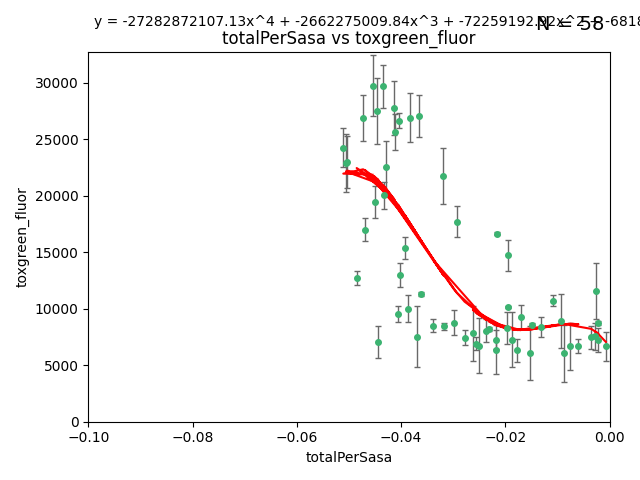 y = -27282872107.13x^4 + -2662275009.84x^3 +
N = 58
totalPerSasa vs toxgreen_fluor
toxgreen_fluor
30000
25000
20000
15000
10000
5000
0
−0.10
−0.08
−0.06
−0.04
−0.02
0.00
totalPerSasa